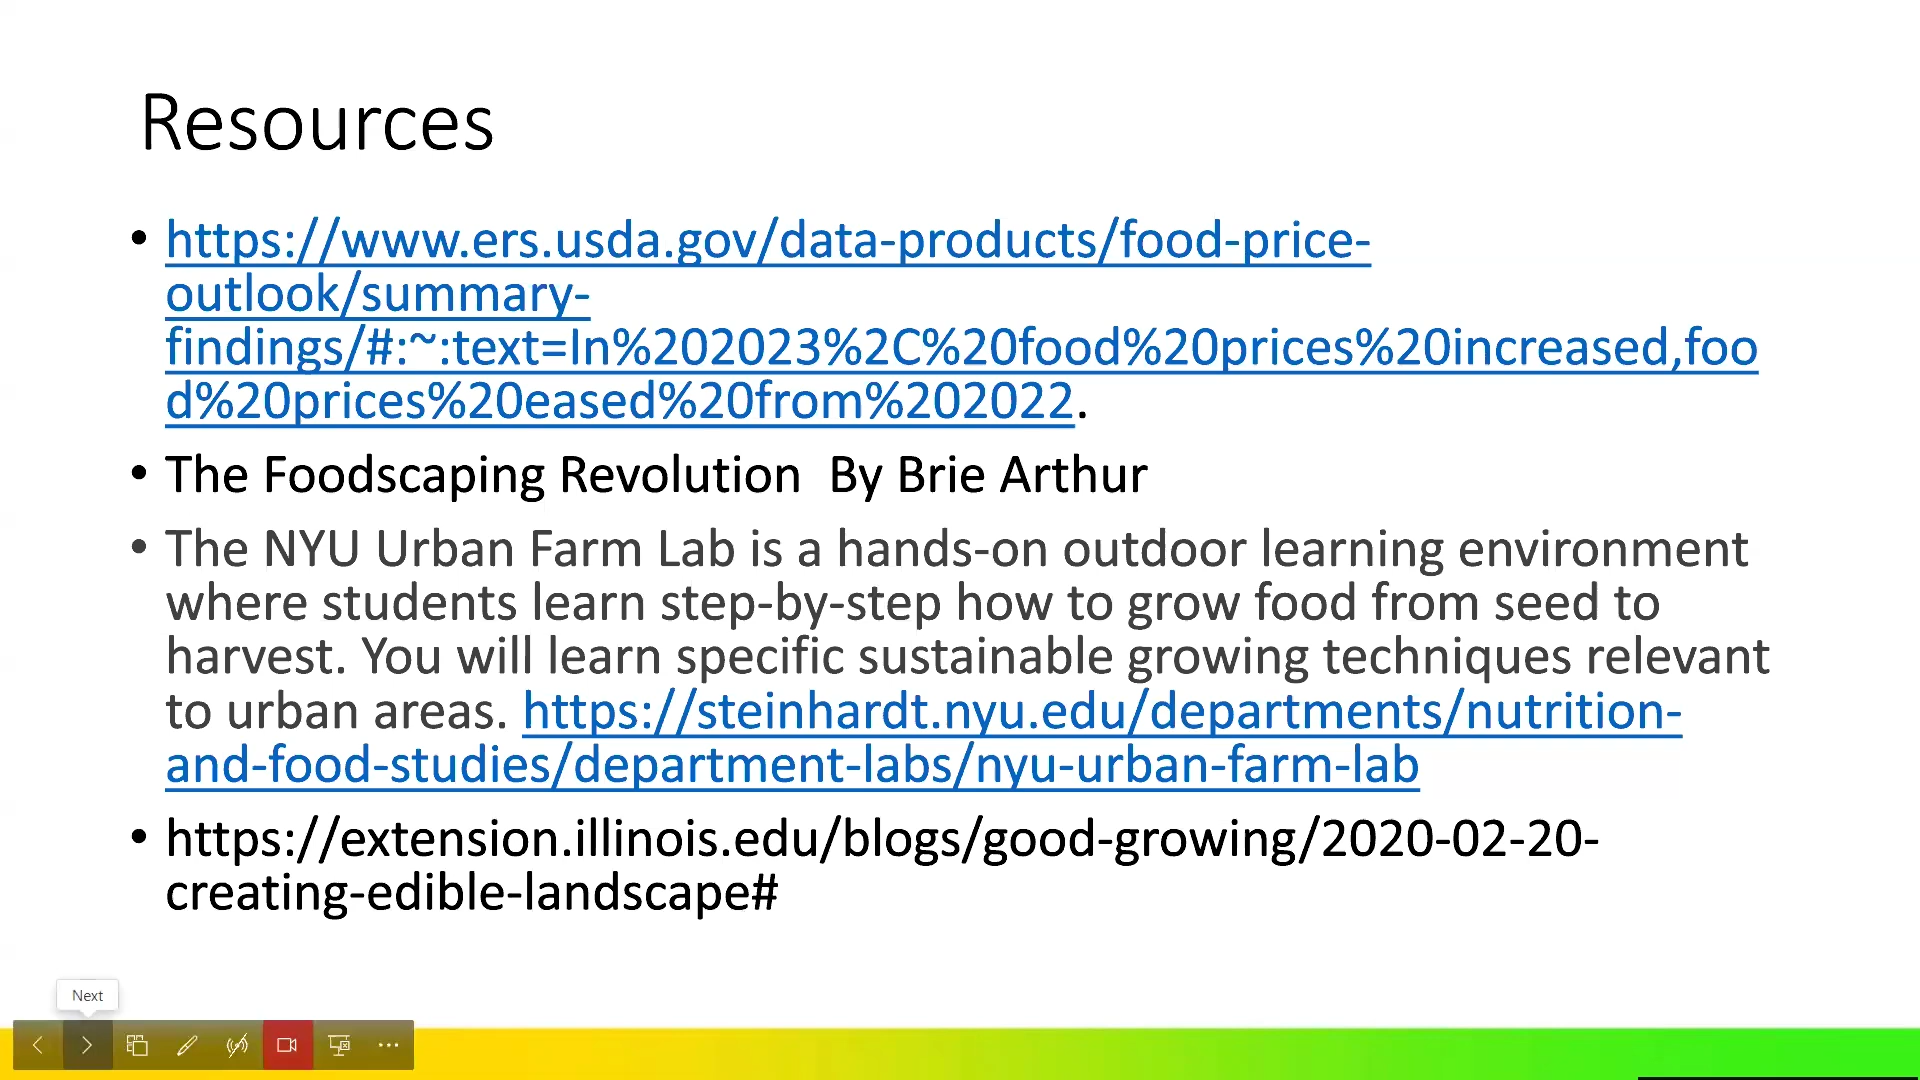 Resources
• https://www.ers.usda.gov/data-products/food-price-
outlook/summary-
findings/#:~:text=In%202023%2C%20food%20prices%20increased,foo
d%20prices%20eased%20from%202022.
• The Foodscaping Revolution  By Brie Arthur
• The NYU Urban Farm Lab is a hands-on outdoor learning environment
where students learn step-by-step how to grow food from seed to
harvest. You will learn specific sustainable growing techniques relevant
to urban areas. https://steinhardt.nyu.edu/departments/nutrition-
and-food-studies/department-labs/nyu-urban-farm-lab
• https://extension.illinois.edu/blogs/good-growing/2020-02-20-
creating-edible-landscape#
Next